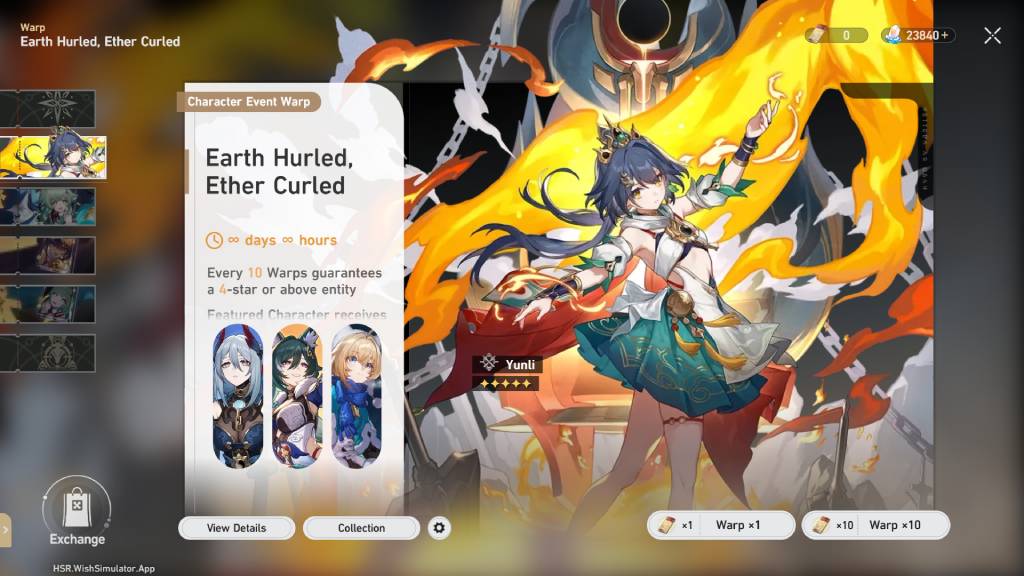 Warp
Earth Hurled, Ether Curled
0
23840+
Character Event Warp
Earth Hurled,
Ether Curled
∞ days ∞ hours
Every 10 Warps guarantees
a 4-star or above entity
Featured Character receives
Yunli
Exchange
View Details
Collection
×1 Warp ×1
×10 Warp ×10
HSR.WishSimulator.App